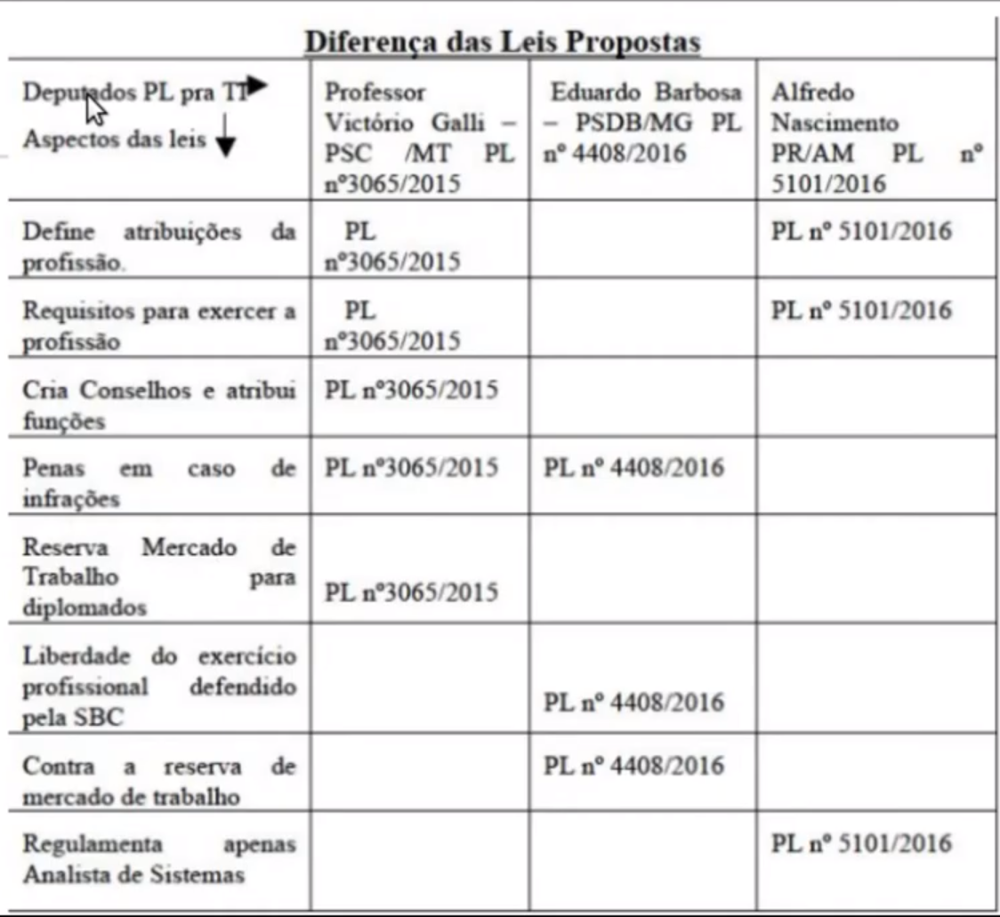 Diferença das Leis Propostas
Deputados PL pra TI
Aspectos das leis
Professor
Victório Galli –
PSC /MT PL
nº3065/2015
Eduardo Barbosa
– PSDB/MG PL
nº 4408/2016
Alfredo
Nascimento
PR/AM PL nº
5101/2016
Define atribuições da
profissão.
PL
nº3065/2015
PL nº 5101/2016
Requisitos para exercer a
profissão
PL
nº3065/2015
PL nº 5101/2016
Cria Conselhos e atribui
funções
PL nº3065/2015
Penas em caso de
infrações
PL nº3065/2015
PL nº 4408/2016
Reserva Mercado de
Trabalho para
diplomados
PL nº3065/2015
Liberdade do exercício
profissional defendido
pela SBC
PL nº 4408/2016
Contra a reserva de
mercado de trabalho
PL nº 4408/2016
Regulamenta apenas
Analista de Sistemas
PL nº 5101/2016